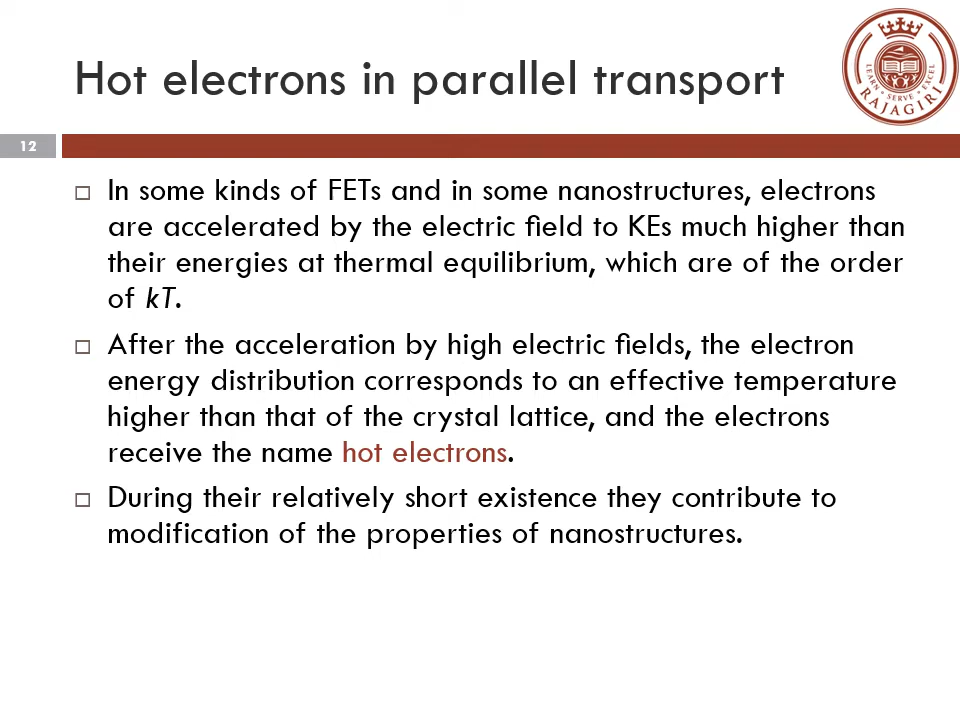 Hot electrons in parallel transport
LEARN • SERVE • EXCEL
RAJAGIRI
12
In some kinds of FETs and in some nanostructures, electrons
are accelerated by the electric field to KEs much higher than
their energies at thermal equilibrium, which are of the order
of kT.
After the acceleration by high electric fields, the electron
energy distribution corresponds to an effective temperature
higher than that of the crystal lattice, and the electrons
receive the name hot electrons.
During their relatively short existence they contribute to
modification of the properties of nanostructures.